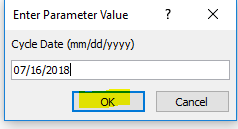 Enter Parameter Value ? ×
Cycle Date (mm/dd/yyyy)
07/16/2018
OK Cancel